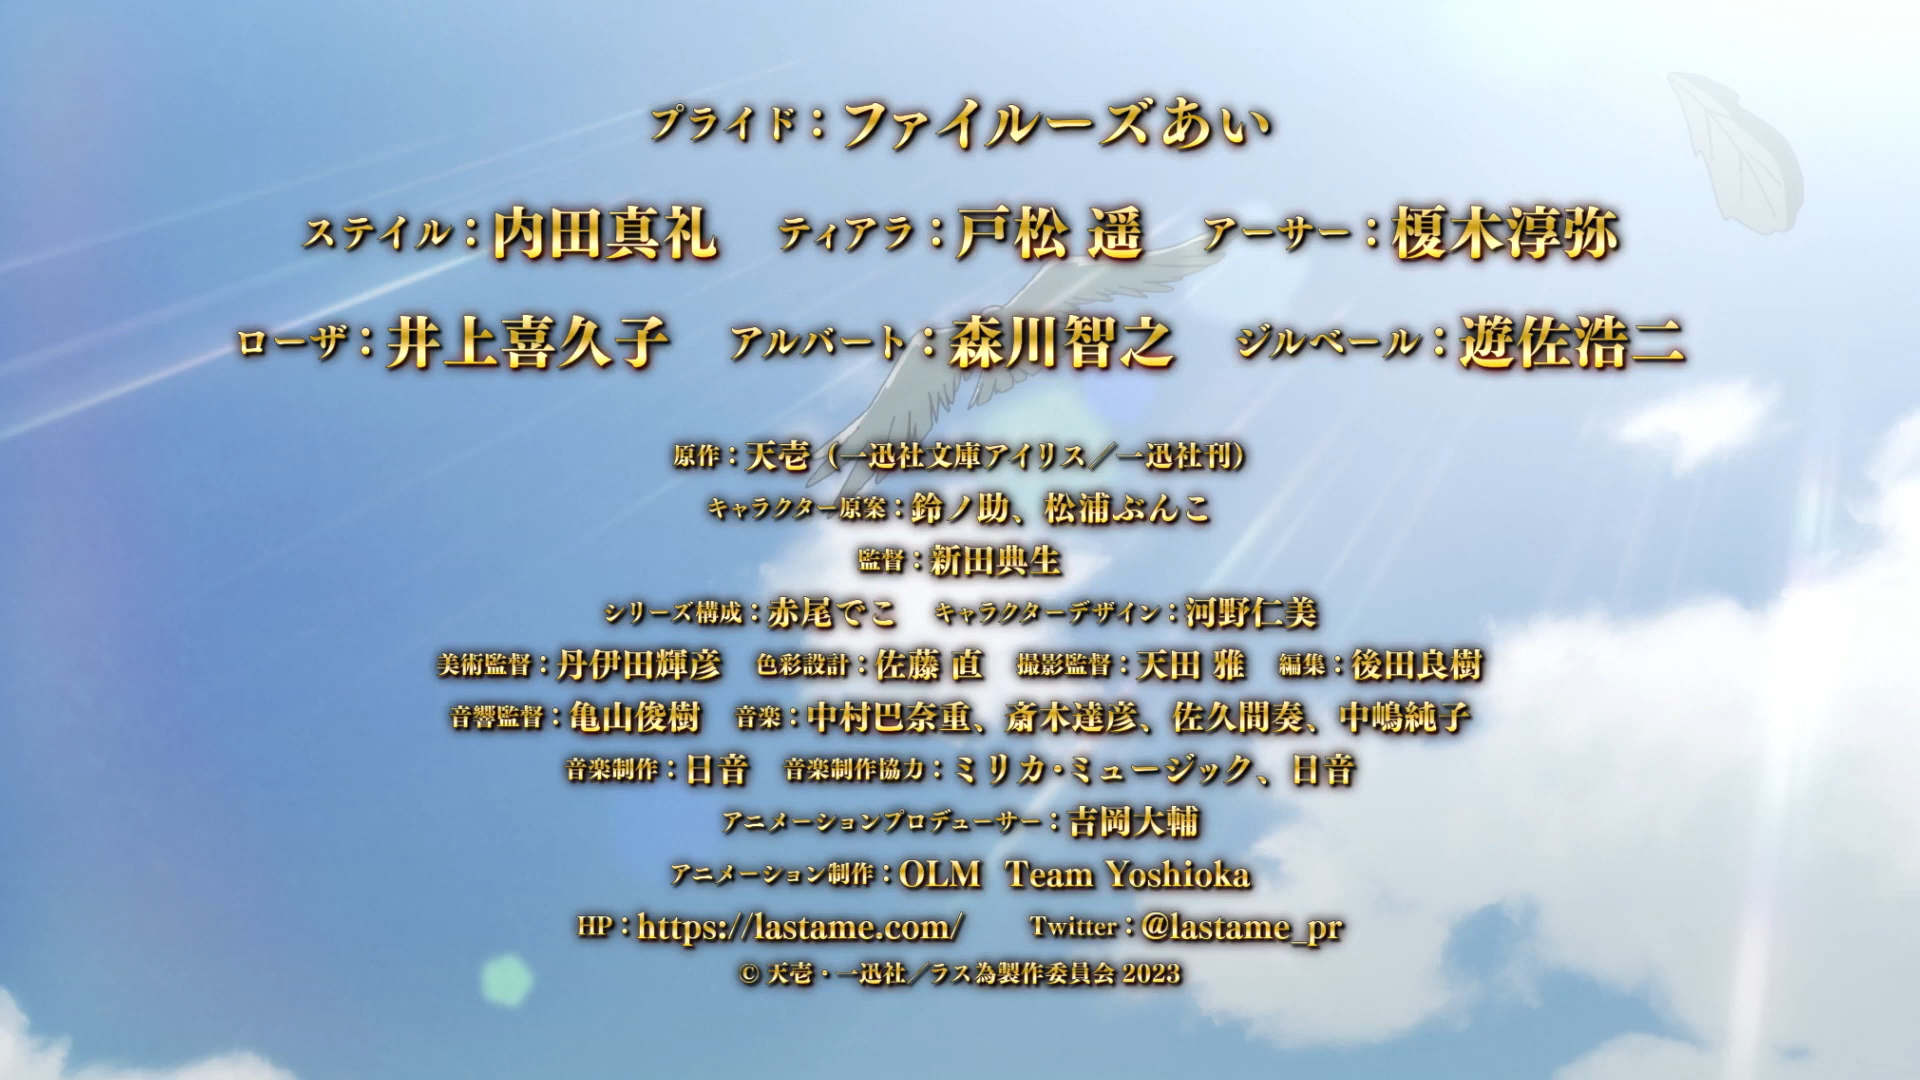 プライド：ファイルーズあい
ステイル：内田真礼　ティアラ：戸松 遥　アーサー：榎木淳弥
ローザ：井上喜久子　アルバート：森川智之　ジルベール：遊佐浩二
原作：天壱（一迅社文庫アイリス／一迅社刊）
キャラクター原案：鈴ノ助、松浦ぶんこ
監督：新田典生
シリーズ構成：赤尾でこ　キャラクターデザイン：河野仁美
美術監督：丹伊田輝彦　色彩設計：佐藤 直　撮影監督：天田 雅　編集：後田良樹
音響監督：亀山俊樹　音楽：中村巴奈重、斎木達彦、佐久間奏、中嶋純子
音楽制作：日音　音楽制作協力：ミリカ・ミュージック、日音
アニメーションプロデューサー：吉岡大輔
アニメーション制作：OLM Team Yoshioka
HP：https://lastame.com/　Twitter：@lastame_pr
© 天壱・一迅社／ラス為製作委員会 2023